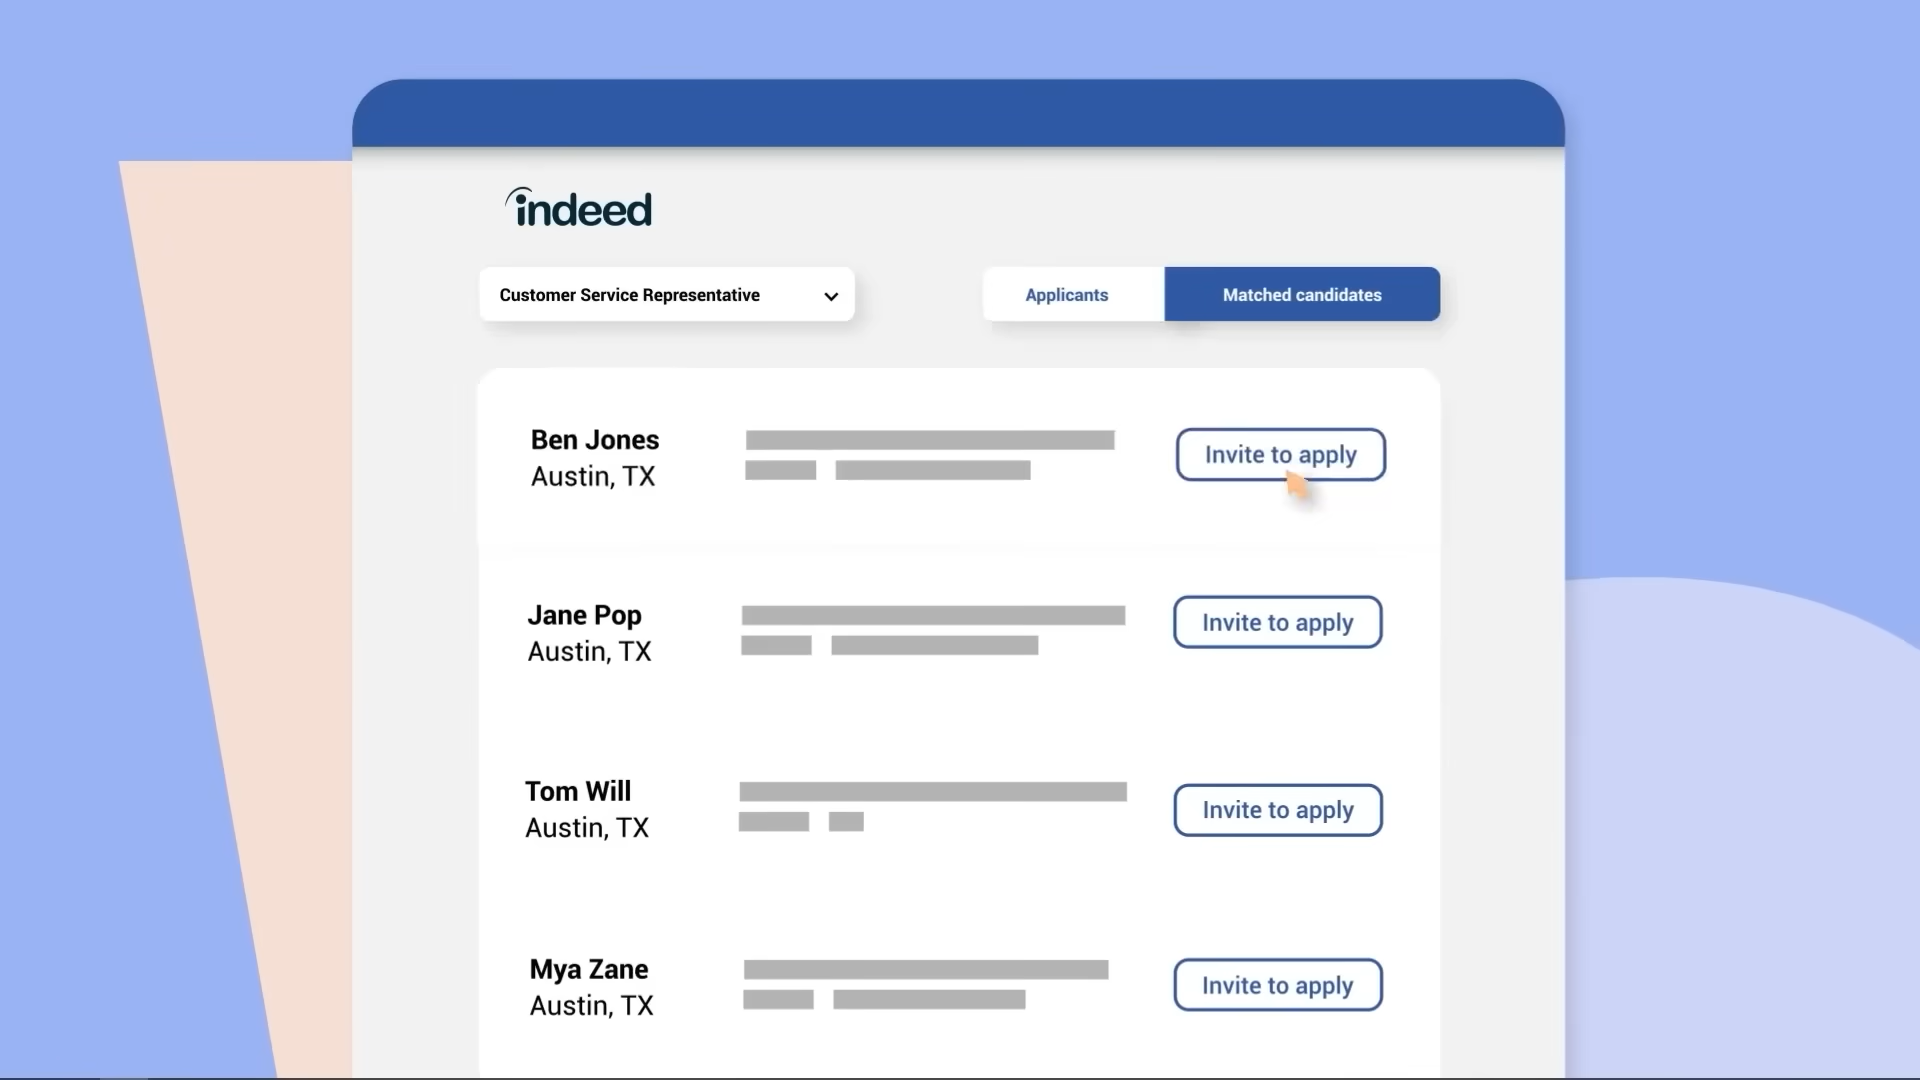 indeed
Customer Service Representative
Applicants
Matched candidates
Ben Jones
Austin, TX
Invite to apply
Jane Pop
Austin, TX
Invite to apply
Tom Will
Austin, TX
Invite to apply
Mya Zane
Austin, TX
Invite to apply